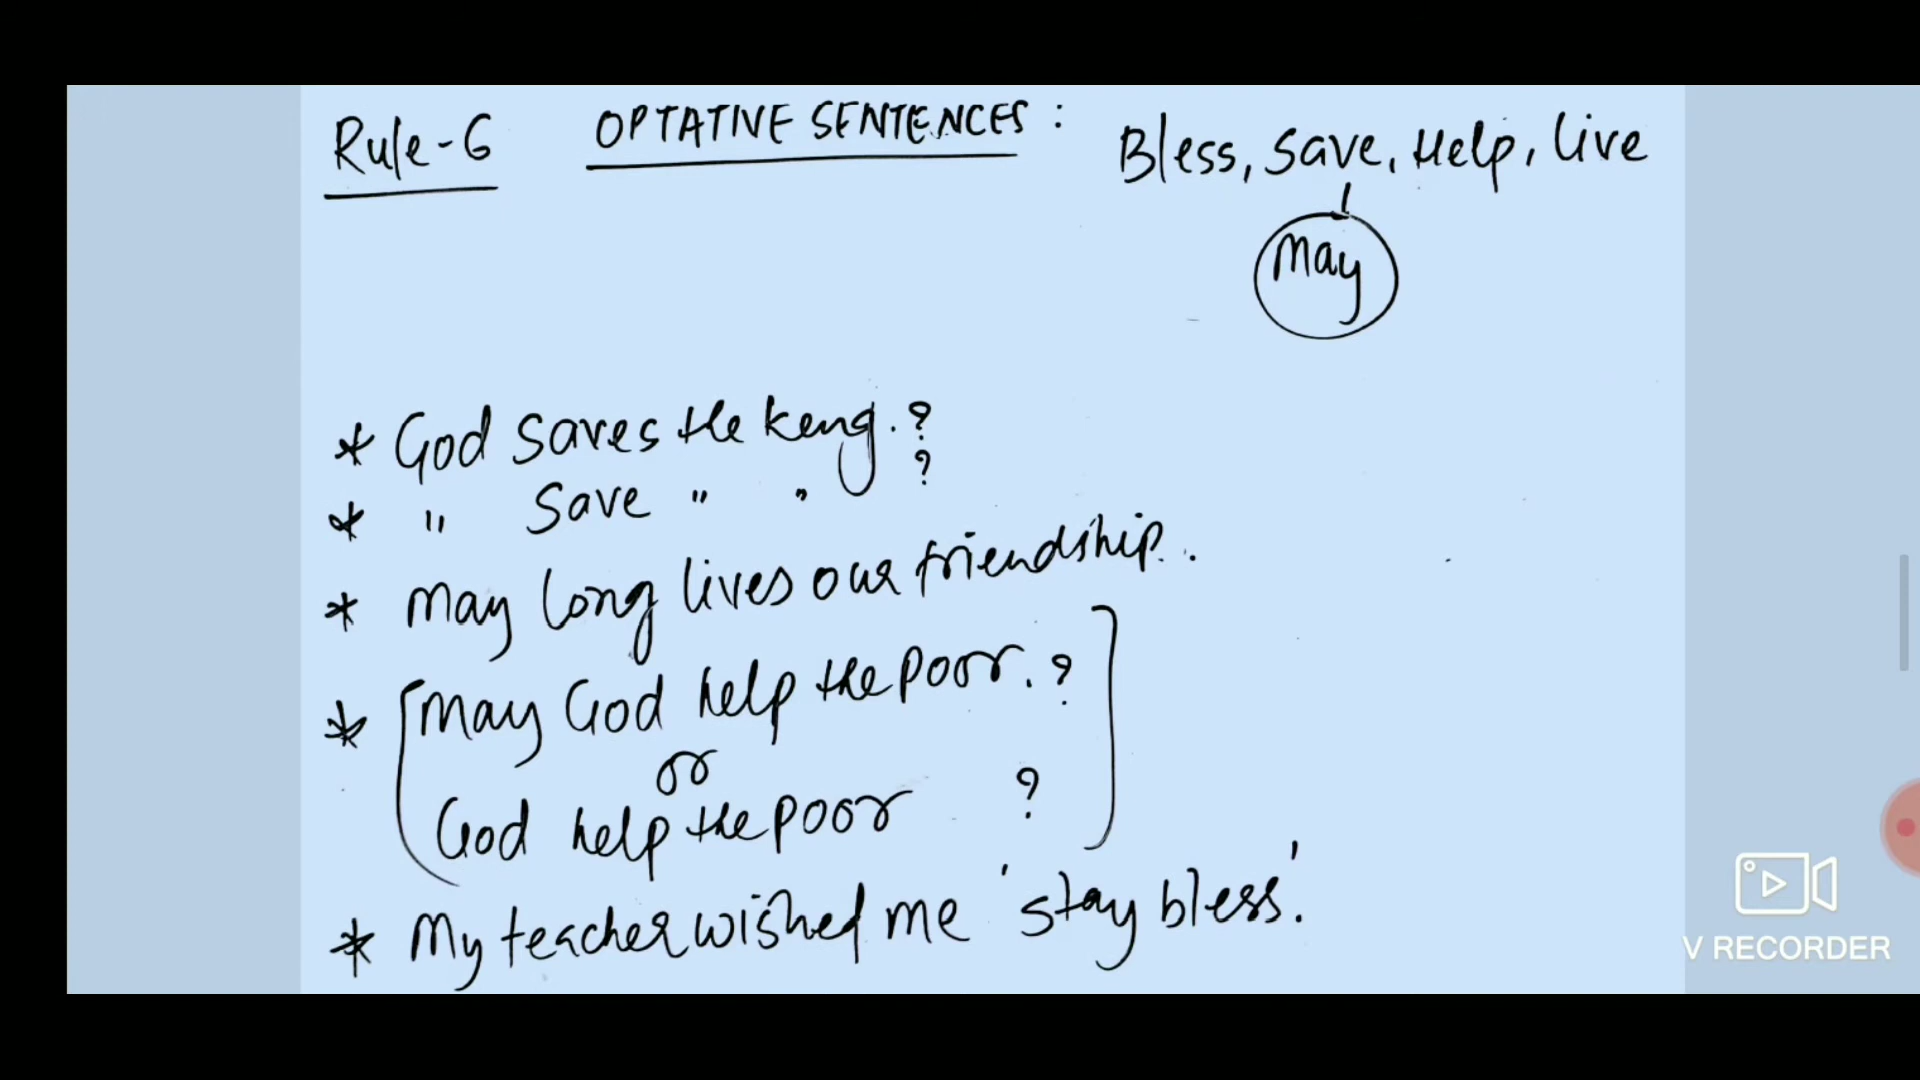 Rule-6 OPTATIVE SENTENCES : Bless, Save, Help, live
May
* God saves the keng. ?
* " Save " " ?
* may long lives our friendship.
* may God help the poor. ?
or
God help the poor ?
* My teacher wished me 'stay bless'.
V RECORDER